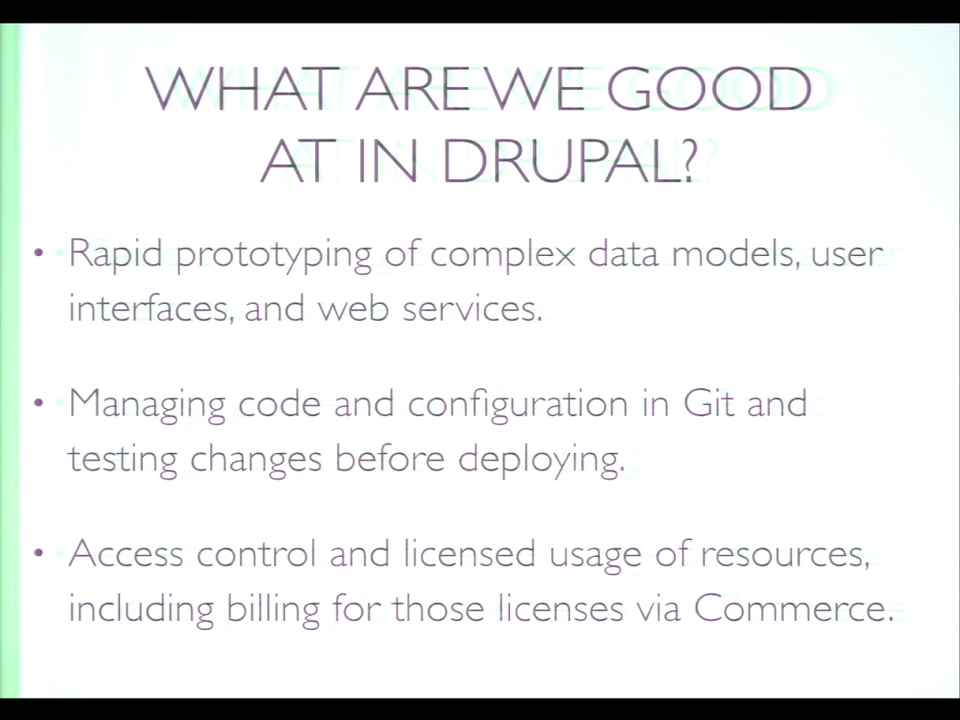 WHAT ARE WE GOOD
AT IN DRUPAL?
• Rapid prototyping of complex data models, user
interfaces, and web services.
• Managing code and configuration in Git and
testing changes before deploying.
• Access control and licensed usage of resources,
including billing for those licenses via Commerce.